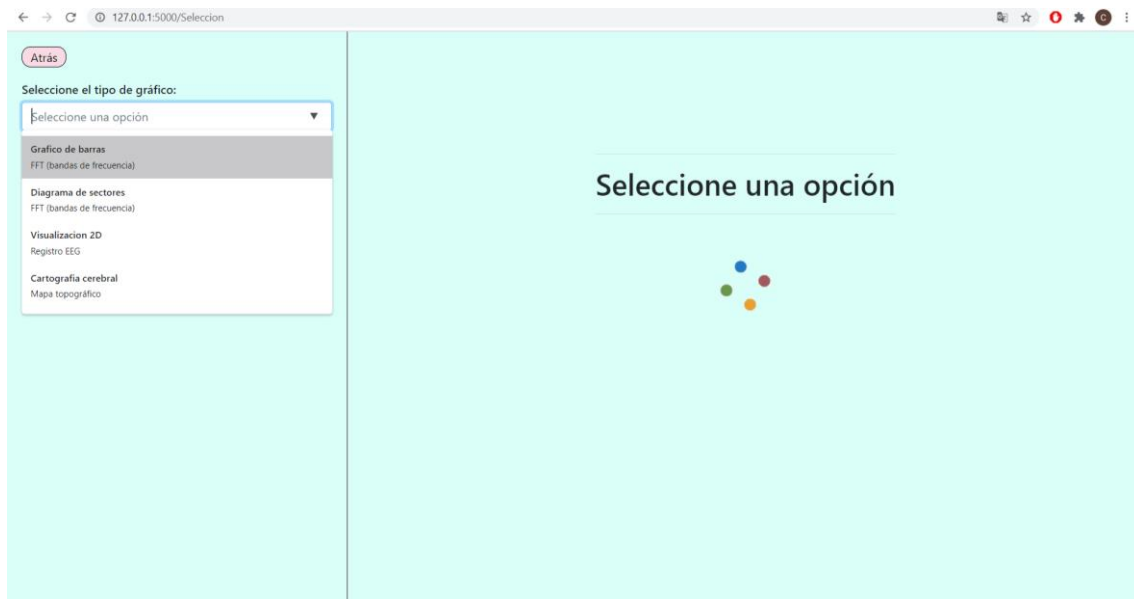 127.0.0.1:5000/Seleccion
C
Atrás
Seleccione el tipo de gráfico:
Seleccione una opción
Grafico de barras
FFT (bandas de frecuencia)
Diagrama de sectores
FFT (bandas de frecuencia)
Visualizacion 2D
Registro EEG
Cartografia cerebral
Mapa topográfico
Seleccione una opción